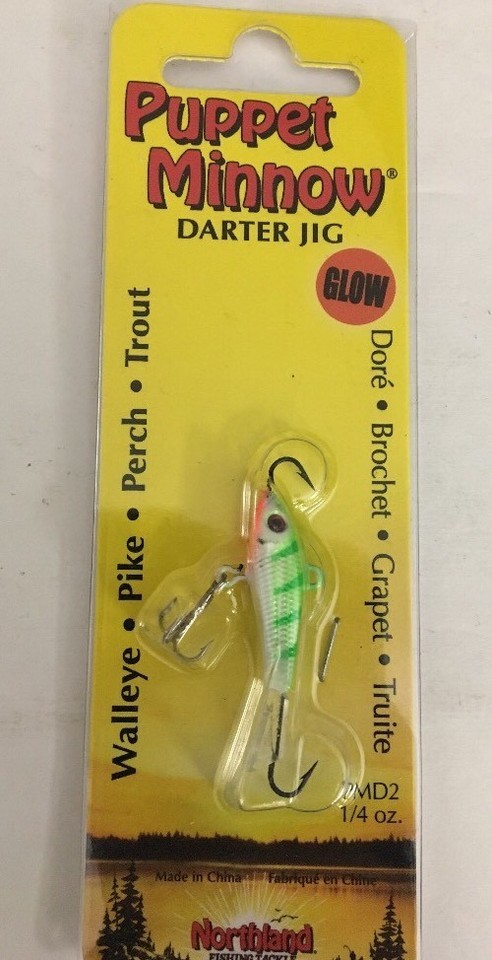 Puppet
Minnow®
DARTER JIG
GLOW
Walleye • Pike • Perch • Trout
Doré • Brochet • Grapet • Truite
PMD2
1/4 oz.
Made in China
Fabriqué en Chine
Northland
FISHING TACKLE